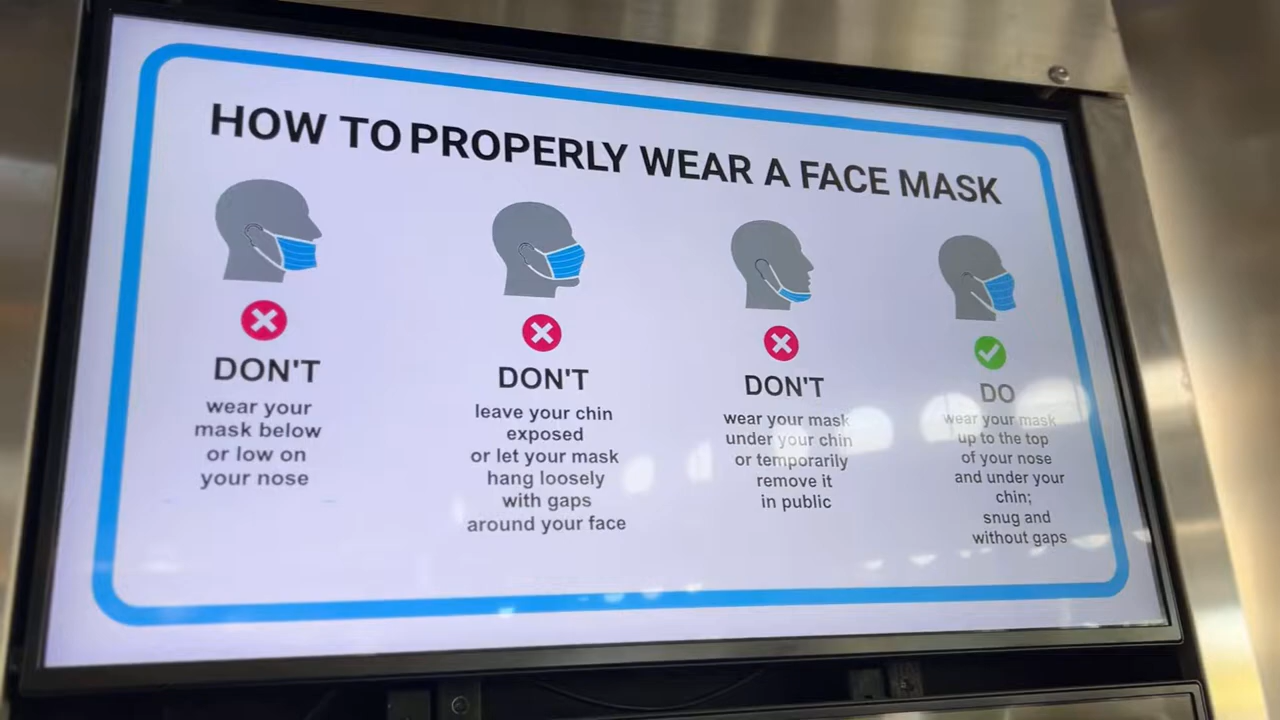 HOW TO PROPERLY WEAR A FACE MASK
DON'T
wear your
mask below
or low on
your nose
DON'T
leave your chin
exposed
or let your mask
hang loosely
with gaps
around your face
DON'T
wear your mask
under your chin
or temporarily
remove it
in public
DO
wear your mask
up to the top
of your nose
and under your
chin;
snug and
without gaps